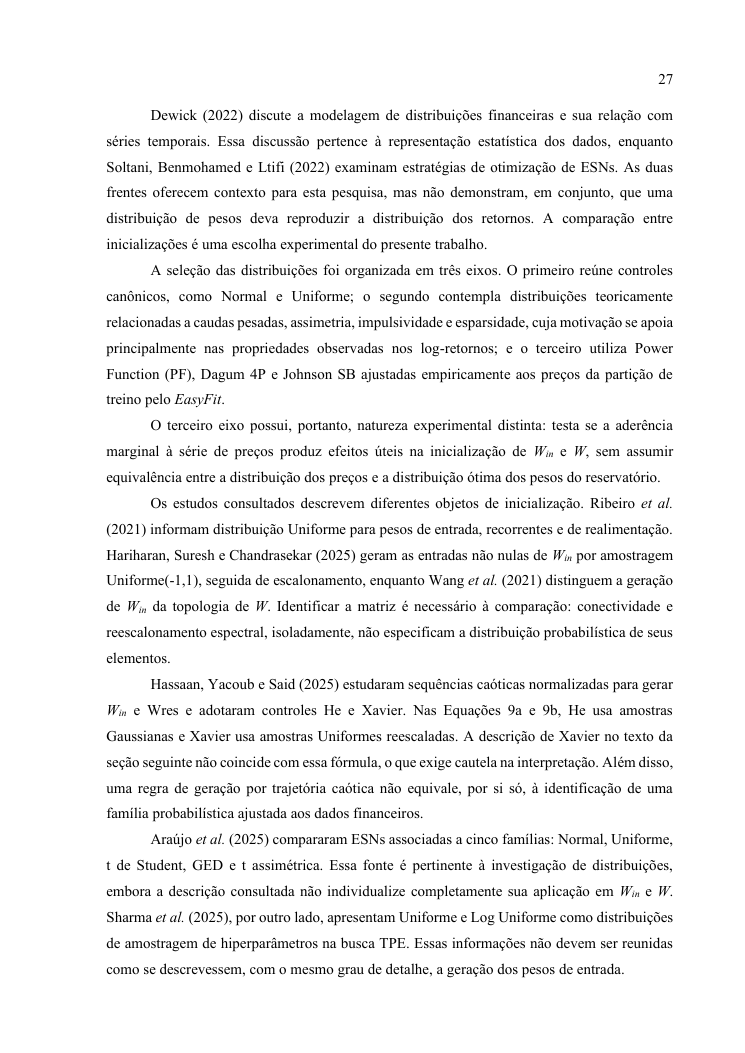 27
Dewick (2022) discute a modelagem de distribuições financeiras e sua relação com
séries temporais. Essa discussão pertence à representação estatística dos dados, enquanto
Soltani, Benmohamed e Ltifi (2022) examinam estratégias de otimização de ESNs. As duas
frentes oferecem contexto para esta pesquisa, mas não demonstram, em conjunto, que uma
distribuição de pesos deva reproduzir a distribuição dos retornos. A comparação entre
inicializações é uma escolha experimental do presente trabalho.
A seleção das distribuições foi organizada em três eixos. O primeiro reúne controles
canônicos, como Normal e Uniforme; o segundo contempla distribuições teoricamente
relacionadas a caudas pesadas, assimetria, impulsividade e esparsidade, cuja motivação se apoia
principalmente nas propriedades observadas nos log-retornos; e o terceiro utiliza Power
Function (PF), Dagum 4P e Johnson SB ajustadas empiricamente aos preços da partição de
treino pelo EasyFit.
O terceiro eixo possui, portanto, natureza experimental distinta: testa se a aderência
marginal à série de preços produz efeitos úteis na inicialização de Win e W, sem assumir
equivalência entre a distribuição dos preços e a distribuição ótima dos pesos do reservatório.
Os estudos consultados descrevem diferentes objetos de inicialização. Ribeiro et al.
(2021) informam distribuição Uniforme para pesos de entrada, recorrentes e de realimentação.
Hariharan, Suresh e Chandrasekar (2025) geram as entradas não nulas de Win por amostragem
Uniforme(-1,1), seguida de escalonamento, enquanto Wang et al. (2021) distinguem a geração
de Win da topologia de W. Identificar a matriz é necessário à comparação: conectividade e
reescalonamento espectral, isoladamente, não especificam a distribuição probabilística de seus
elementos.
Hassaan, Yacoub e Said (2025) estudaram sequências caóticas normalizadas para gerar
Win e Wres e adotaram controles He e Xavier. Nas Equações 9a e 9b, He usa amostras
Gaussianas e Xavier usa amostras Uniformes reescaladas. A descrição de Xavier no texto da
seção seguinte não coincide com essa fórmula, o que exige cautela na interpretação. Além disso,
uma regra de geração por trajetória caótica não equivale, por si só, à identificação de uma
família probabilística ajustada aos dados financeiros.
Araújo et al. (2025) compararam ESNs associadas a cinco famílias: Normal, Uniforme,
t de Student, GED e t assimétrica. Essa fonte é pertinente à investigação de distribuições,
embora a descrição consultada não individualize completamente sua aplicação em Win e W.
Sharma et al. (2025), por outro lado, apresentam Uniforme e Log Uniforme como distribuições
de amostragem de hiperparâmetros na busca TPE. Essas informações não devem ser reunidas
como se descrevessem, com o mesmo grau de detalhe, a geração dos pesos de entrada.